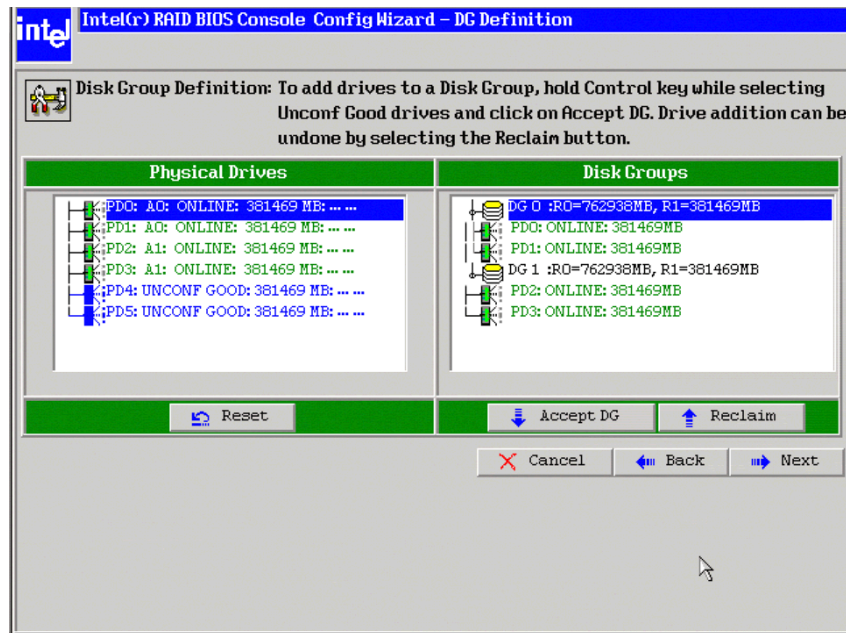 intel
Intel(r) RAID BIOS Console Config Wizard – DG Definition
Disk Group Definition: To add drives to a Disk Group, hold Control key while selecting
Unconf Good drives and click on Accept DG. Drive addition can be
undone by selecting the Reclaim button.
Physical Drives
PD0: A0: ONLINE: 381469 MB: ... ...
PD1: A0: ONLINE: 381469 MB: ... ...
PD2: A1: ONLINE: 381469 MB: ... ...
PD3: A1: ONLINE: 381469 MB: ... ...
PD4: UNCONF GOOD: 381469 MB: ... ...
PD5: UNCONF GOOD: 381469 MB: ... ...
Reset
Disk Groups
DG 0 :R0=762938MB, R1=381469MB
PD0: ONLINE: 381469MB
PD1: ONLINE: 381469MB
DG 1 :R0=762938MB, R1=381469MB
PD2: ONLINE: 381469MB
PD3: ONLINE: 381469MB
Accept DG
Reclaim
Cancel
Back
Next